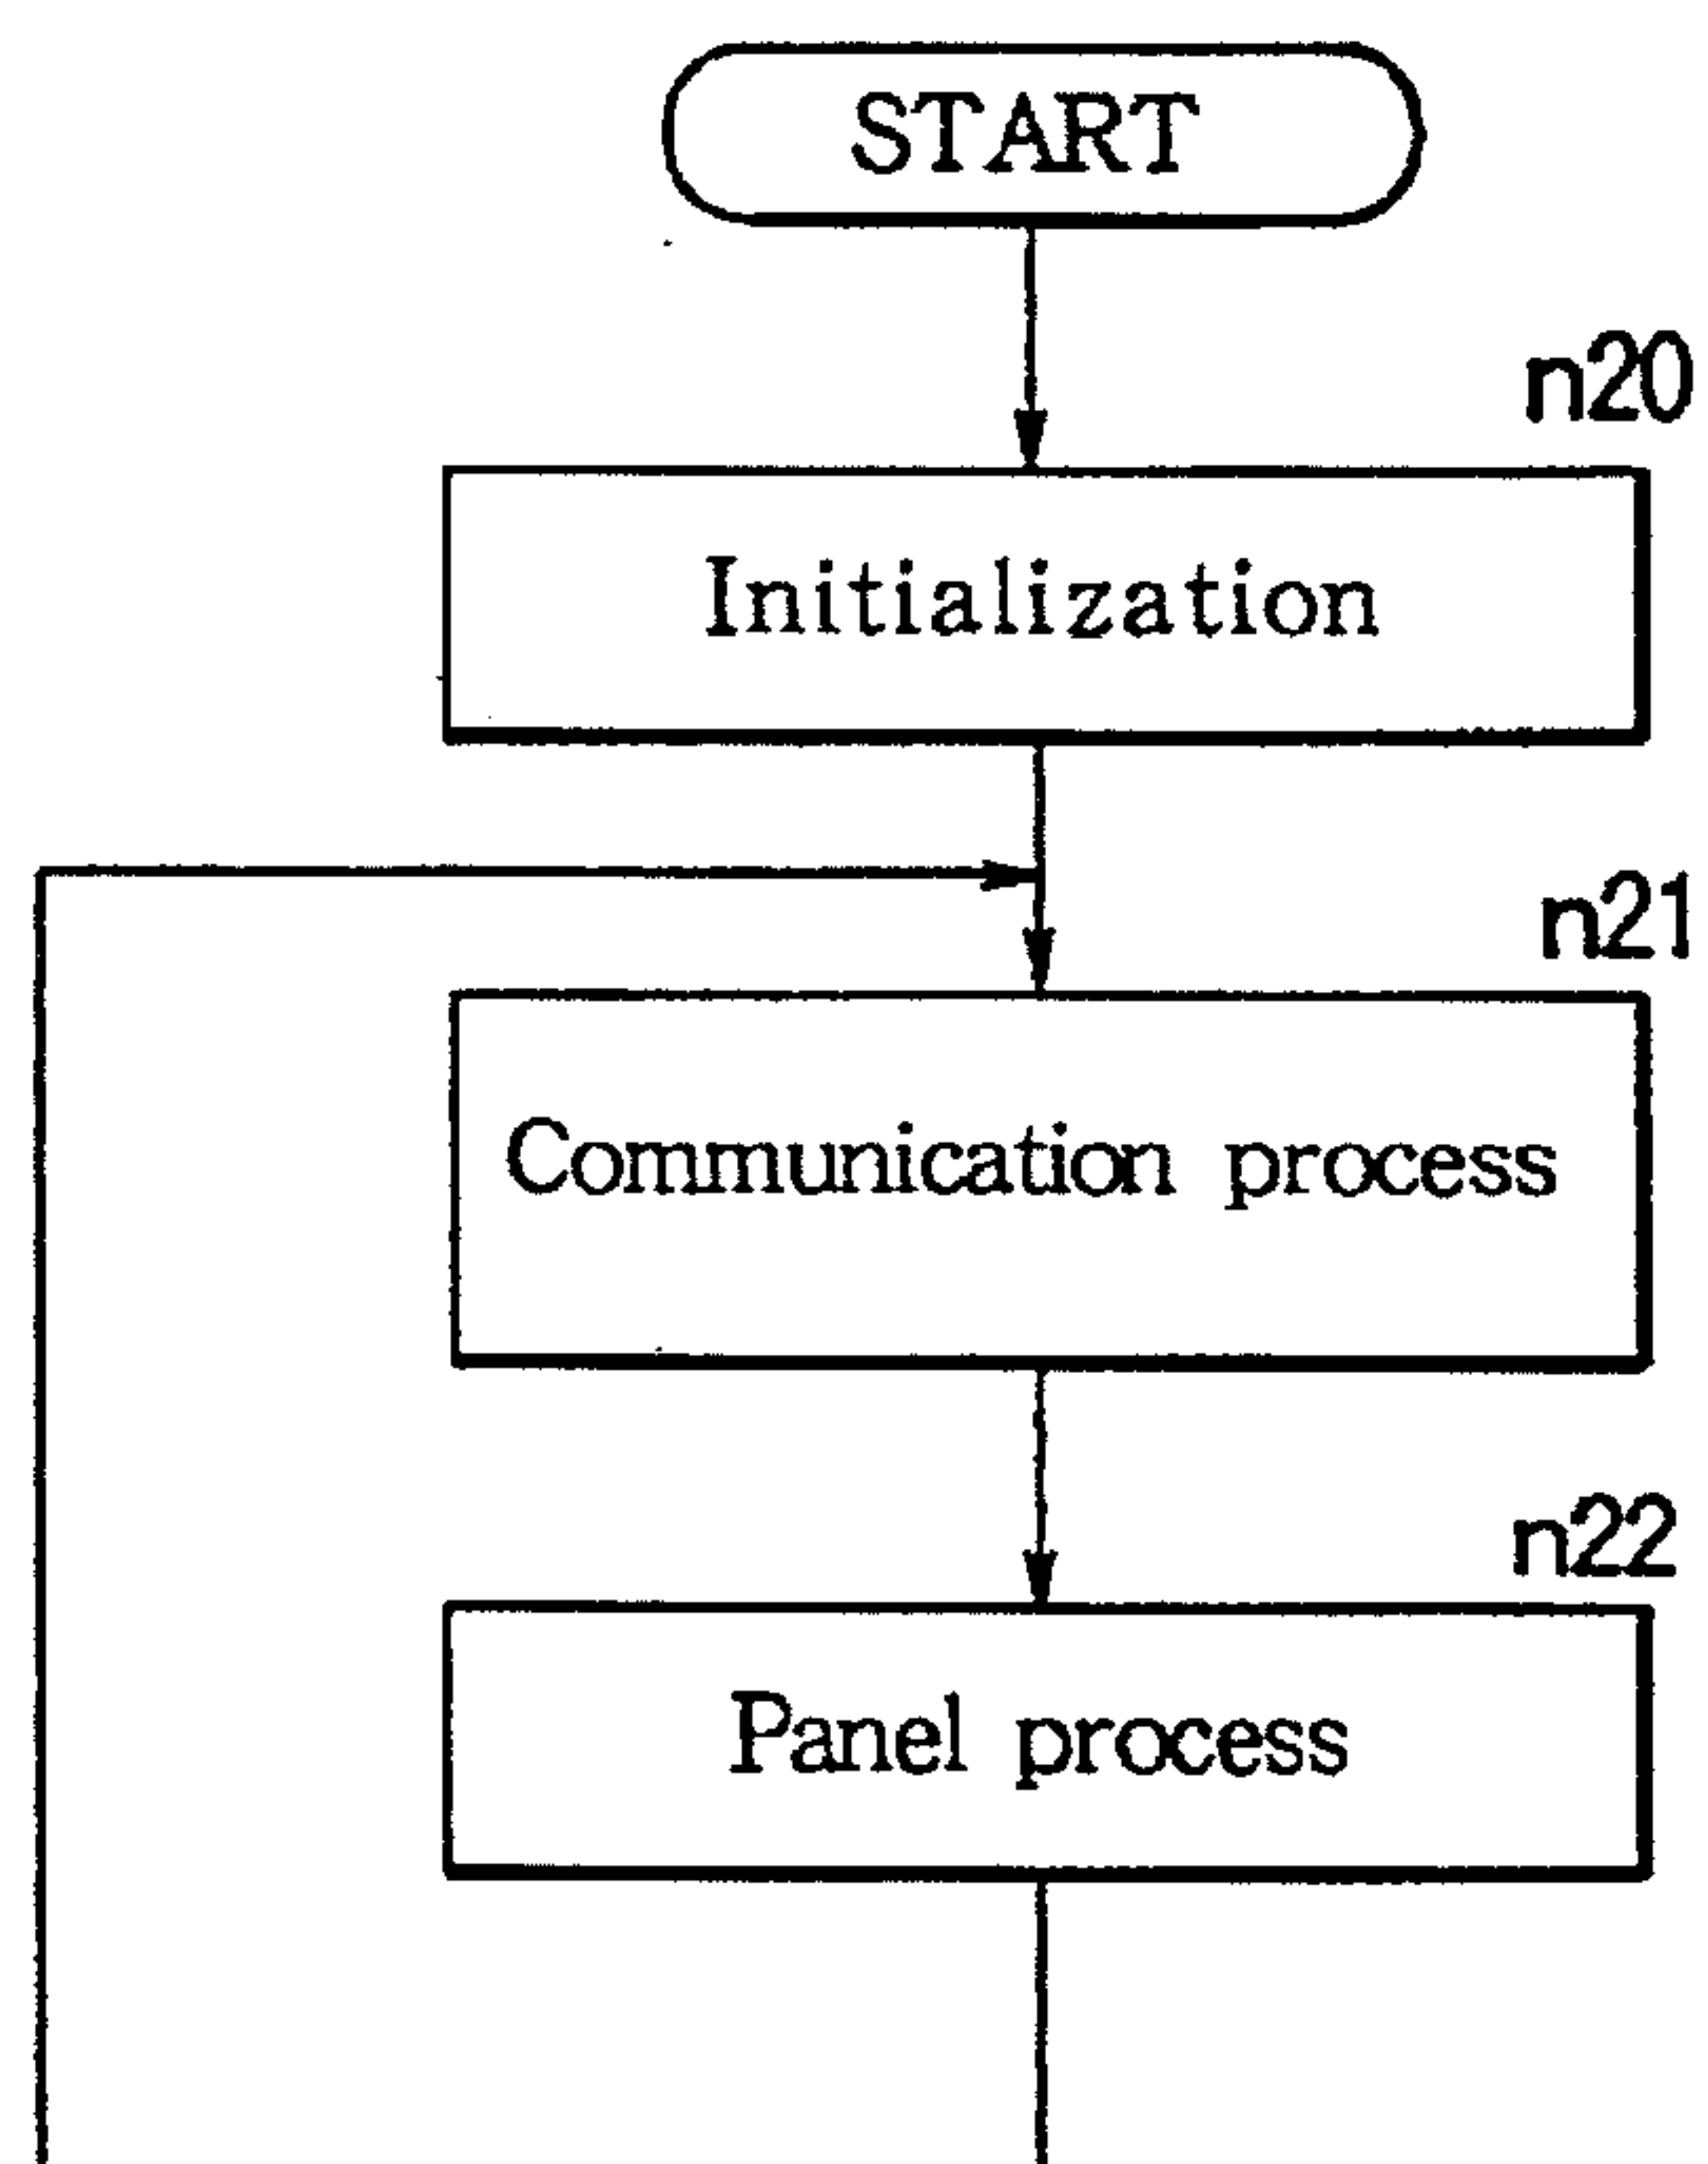 START
n20
Initialization
n21
Communication process
n22
Panel process